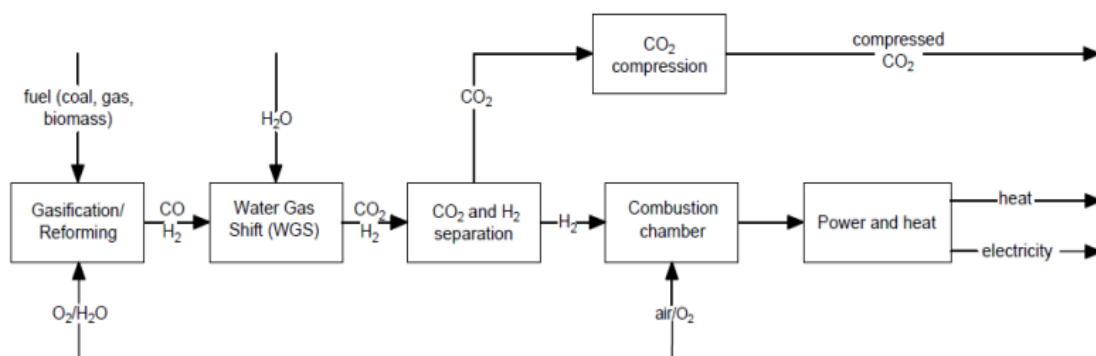 CO₂
compression
compressed
CO₂
fuel (coal, gas,
biomass)
H₂O
CO₂
Gasification/
Reforming
CO
H₂
Water Gas
Shift (WGS)
CO₂
H₂
CO₂ and H₂
separation
H₂
Combustion
chamber
Power and heat
heat
electricity
O₂/H₂O
air/O₂